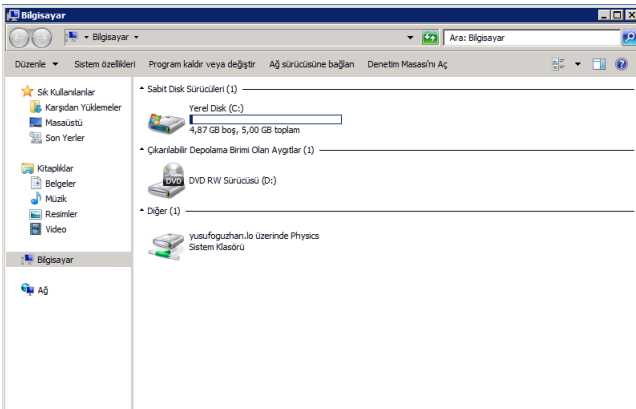 Bilgisayar
Bilgisayar
Ara: Bilgisayar
Düzenle Sistem özellikleri Program kaldır veya değiştir Ağ sürücüsüne bağlan Denetim Masası'nı Aç
Sık Kullanılanlar
Karşıdan Yüklemeler
Masaüstü
Son Yerler
Kitaplıklar
Belgeler
Müzik
Resimler
Video
Bilgisayar
Ağ
Sabit Disk Sürücüleri (1)
Yerel Disk (C:)
4,87 GB boş, 5,00 GB toplam
Çıkarılabilir Depolama Birimi Olan Aygıtlar (1)
DVD
DVD RW Sürücüsü (D:)
Diğer (1)
yusufoguzhan.lo üzerinde Physics
Sistem Klasörü